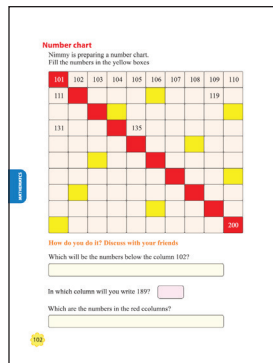 Number chart
Nimmy is preparing a number chart.
Fill the numbers in the yellow boxes
101 102 103 104 105 106 107 108 109 110
111 119
131 135
200
MATHEMATICS
How do you do it? Discuss with your friends
Which will be the numbers below the column 102?
In which column will you write 189?
Which are the numbers in the red ccolumns?
102